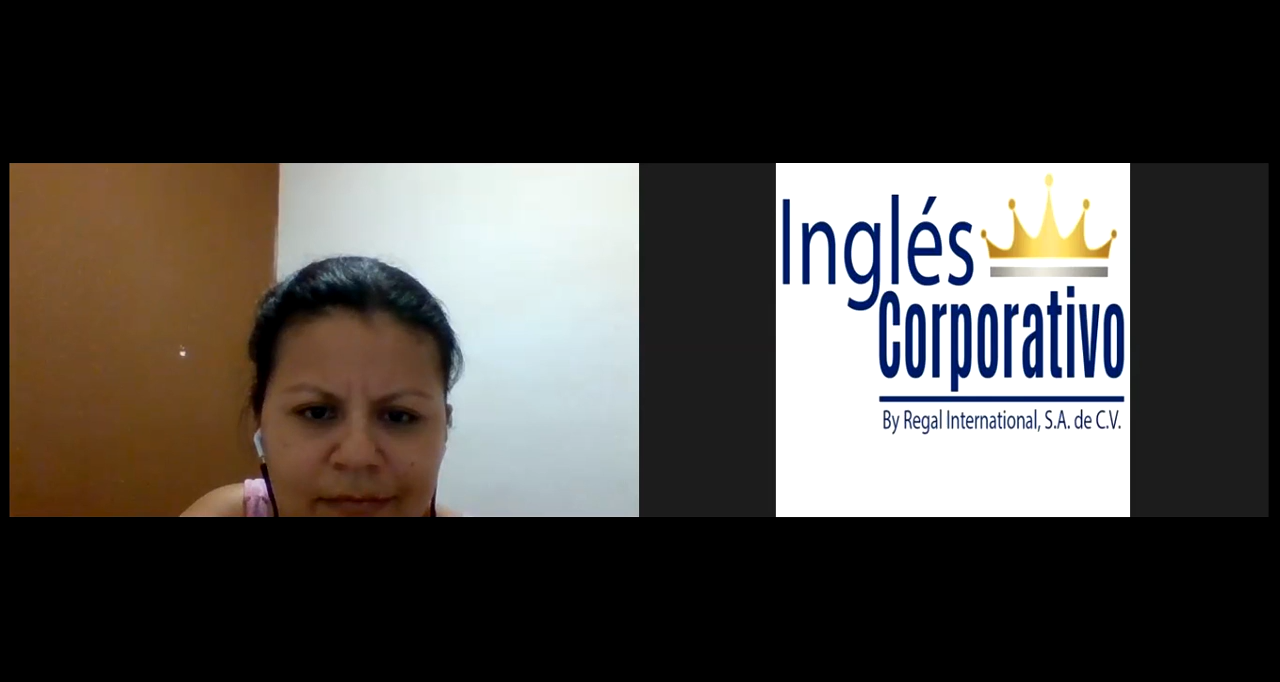 Inglés
Corporativo
By Regal International, S.A. de C.V.